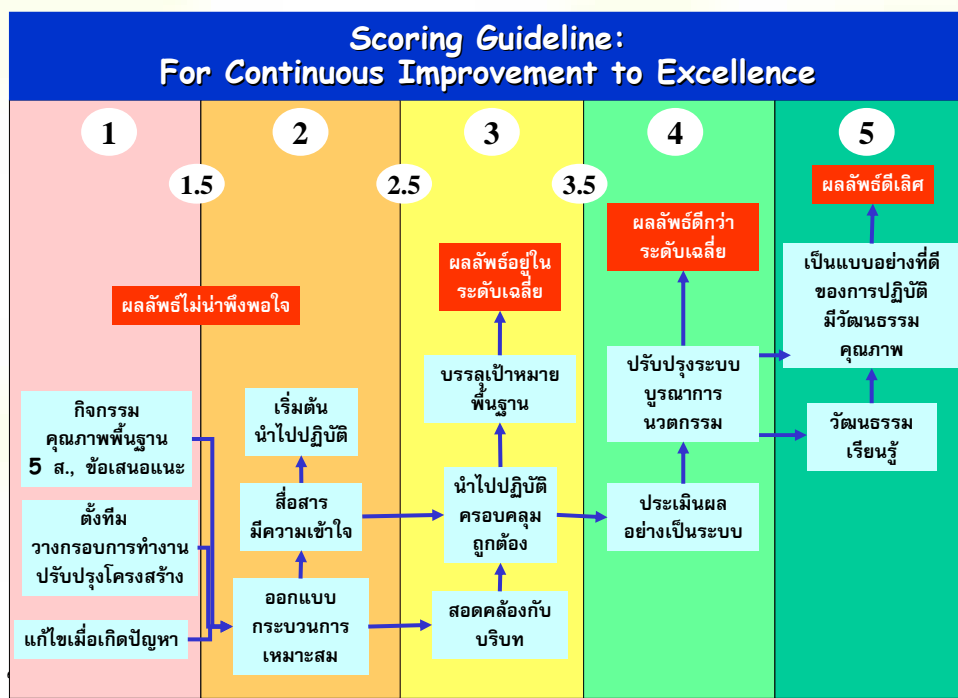 Scoring Guideline:
For Continuous Improvement to Excellence
1
2
3
4
5
1.5
2.5
3.5
ผลลัพธ์ไม่น่าพึงพอใจ
กิจกรรม
คุณภาพพื้นฐาน
5 ส., ข้อเสนอแนะ
ตั้งทีม
วางกรอบการทำงาน
ปรับปรุงโครงสร้าง
แก้ไขเมื่อเกิดปัญหา
เริ่มต้น
นำไปปฏิบัติ
สื่อสาร
มีความเข้าใจ
ออกแบบ
กระบวนการ
เหมาะสม
ผลลัพธ์อยู่ใน
ระดับเฉลี่ย
บรรลุเป้าหมาย
พื้นฐาน
นำไปปฏิบัติ
ครอบคลุม
ถูกต้อง
สอดคล้องกับ
บริบท
ผลลัพธ์ดีกว่า
ระดับเฉลี่ย
ปรับปรุงระบบ
บูรณาการ
นวตกรรม
ประเมินผล
อย่างเป็นระบบ
ผลลัพธ์ดีเลิศ
เป็นแบบอย่างที่ดี
ของการปฏิบัติ
มีวัฒนธรรม
คุณภาพ
วัฒนธรรม
เรียนรู้